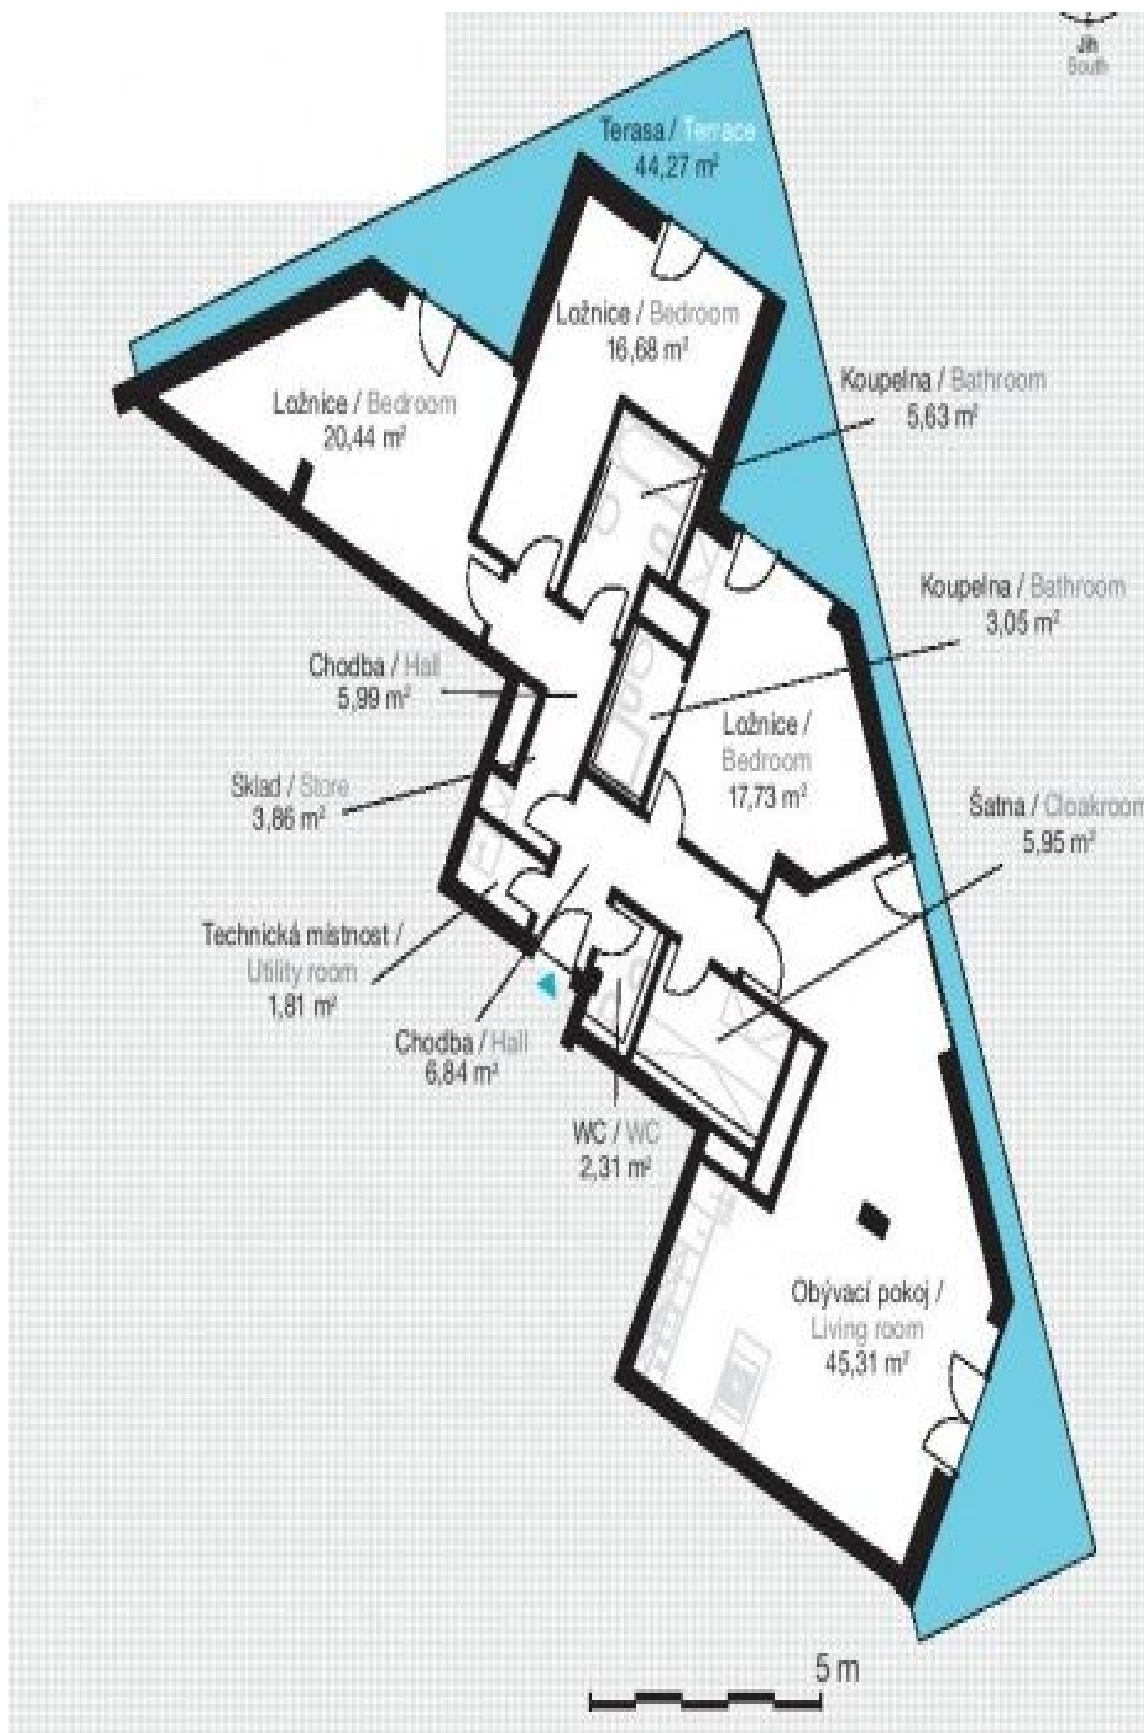 Jih
South
Terasa / Terrace
44,27 m²
Ložnice / Bedroom
16,68 m²
Koupelna / Bathroom
5,63 m²
Ložnice / Bedroom
20,44 m²
Koupelna / Bathroom
3,05 m²
Chodba / Hall
5,99 m²
Ložnice /
Bedroom
17,73 m²
Sklad / Store
3,86 m²
Šatna / Cloakroom
5,95 m²
Technická místnost /
Utility room
1,81 m²
Chodba / Hall
6,84 m²
WC / WC
2,31 m²
Obývací pokoj /
Living room
45,31 m²
5 m